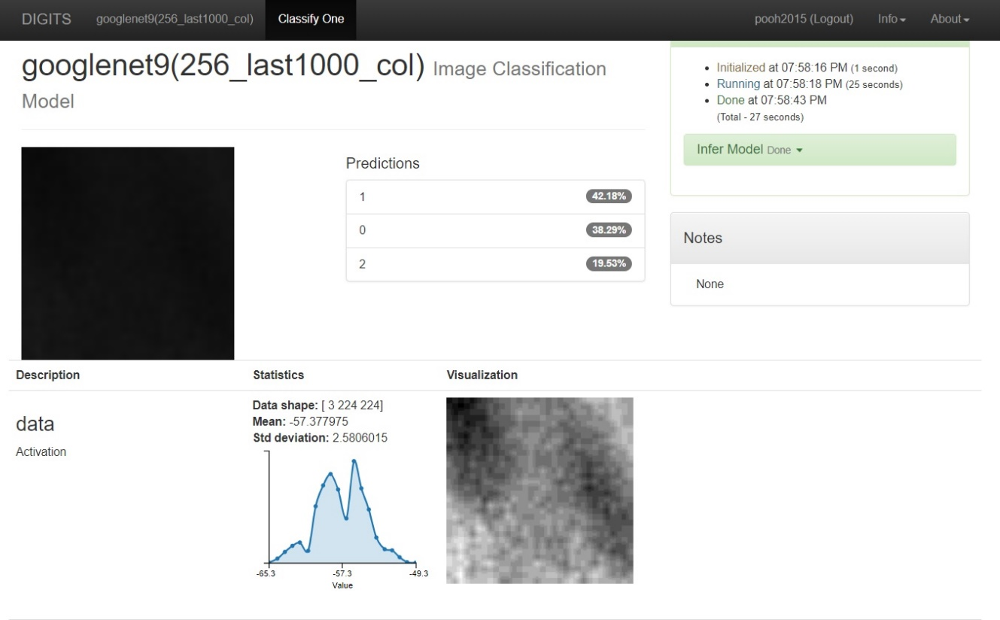 DIGITS googlenet9(256_last1000_col) Classify One pooh2015 (Logout) Info About
googlenet9(256_last1000_col) Image Classification
Model
Initialized at 07:58:16 PM (1 second)
Running at 07:58:18 PM (25 seconds)
Done at 07:58:43 PM
(Total - 27 seconds)
Infer Model Done
Predictions
1 42.18%
0 38.29%
2 19.53%
Notes
None
Description Statistics Visualization
data
Activation
Data shape: [ 3 224 224]
Mean: -57.377975
Std deviation: 2.5806015
-65.3 -57.3 -49.3
Value